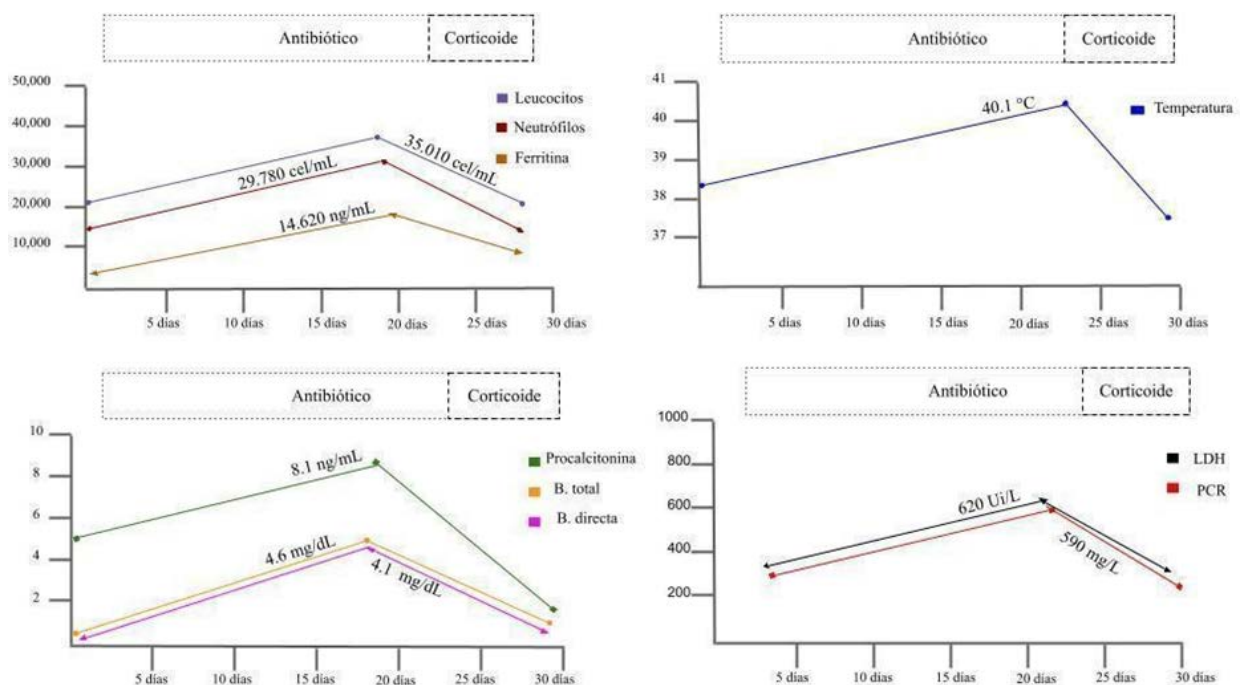 Antibiótico
Corticoide
50,000
40,000
30,000
20,000
10,000
29.780 cel/mL
35.010 cel/mL
14.620 ng/mL
Leucocitos
Neutrófilos
Ferritina
5 días
10 días
15 días
20 días
25 días
30 días
Antibiótico
Corticoide
41
40
39
38
37
40.1 °C
Temperatura
5 días
10 días
15 días
20 días
25 días
30 días
Antibiótico
Corticoide
10
8
6
4
2
8.1 ng/mL
4.6 mg/dL
4.1 mg/dL
Procalcitonina
B. total
B. directa
5 días
10 días
15 días
20 días
25 días
30 días
Antibiótico
Corticoide
1000
800
600
400
200
620 Ui/L
590 mg/L
LDH
PCR
5 días
10 días
15 días
20 días
25 días
30 días